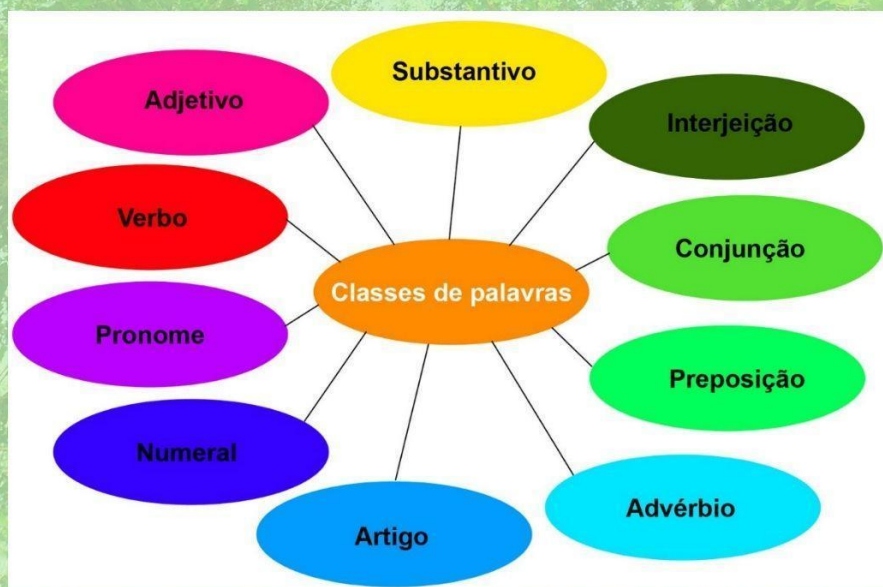 Substantivo
Adjetivo
Interjeição
Verbo
Conjunção
Classes de palavras
Pronome
Preposição
Numeral
Advérbio
Artigo